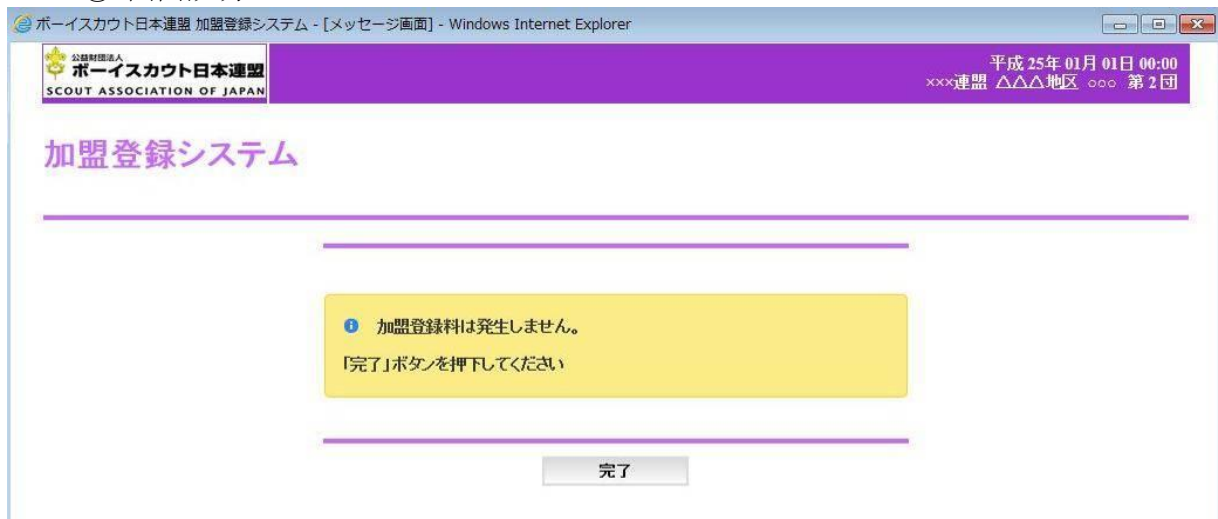 ボーイスカウト日本連盟 加盟登録システム - [メッセージ画面] - Windows Internet Explorer
公益財団法人
ボーイスカウト日本連盟
SCOUT ASSOCIATION OF JAPAN
平成 25年 01月 01日 00:00
×××連盟 △△△地区 ○○○ 第 2 団
加盟登録システム
加盟登録料は発生しません。
「完了」ボタンを押下してください
完了